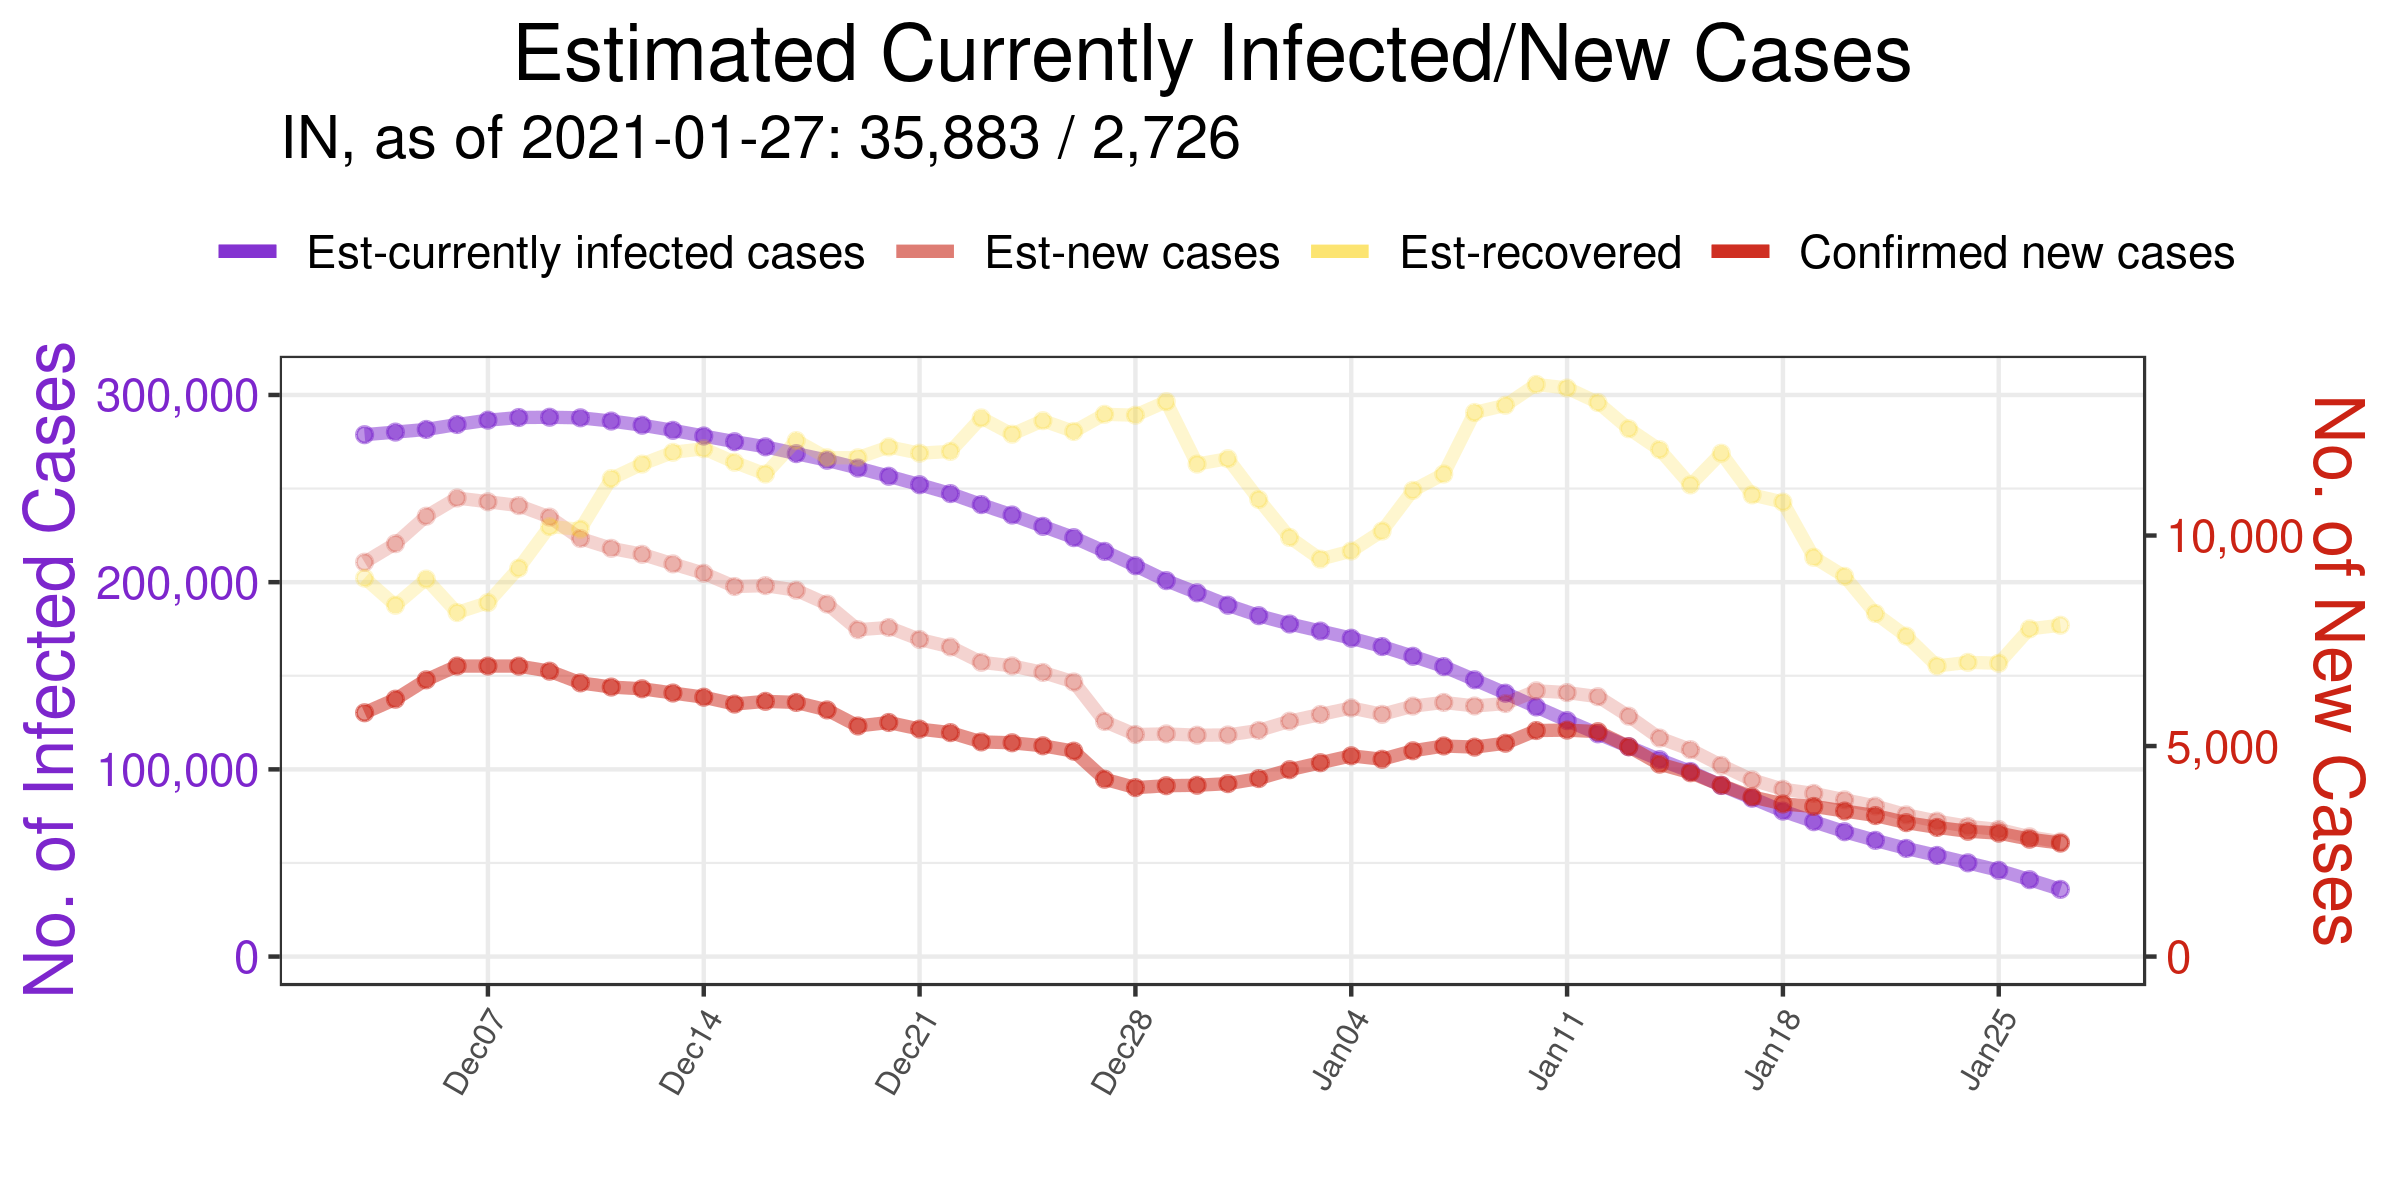 Estimated Currently Infected/New Cases
IN, as of 2021-01-27: 35,883 / 2,726
Est-currently infected cases
Est-new cases
Est-recovered
Confirmed new cases
No. of Infected Cases
300,000
200,000
100,000
0
10,000
5,000
0
No. of New Cases
Dec07
Dec14
Dec21
Dec28
Jan04
Jan11
Jan18
Jan25